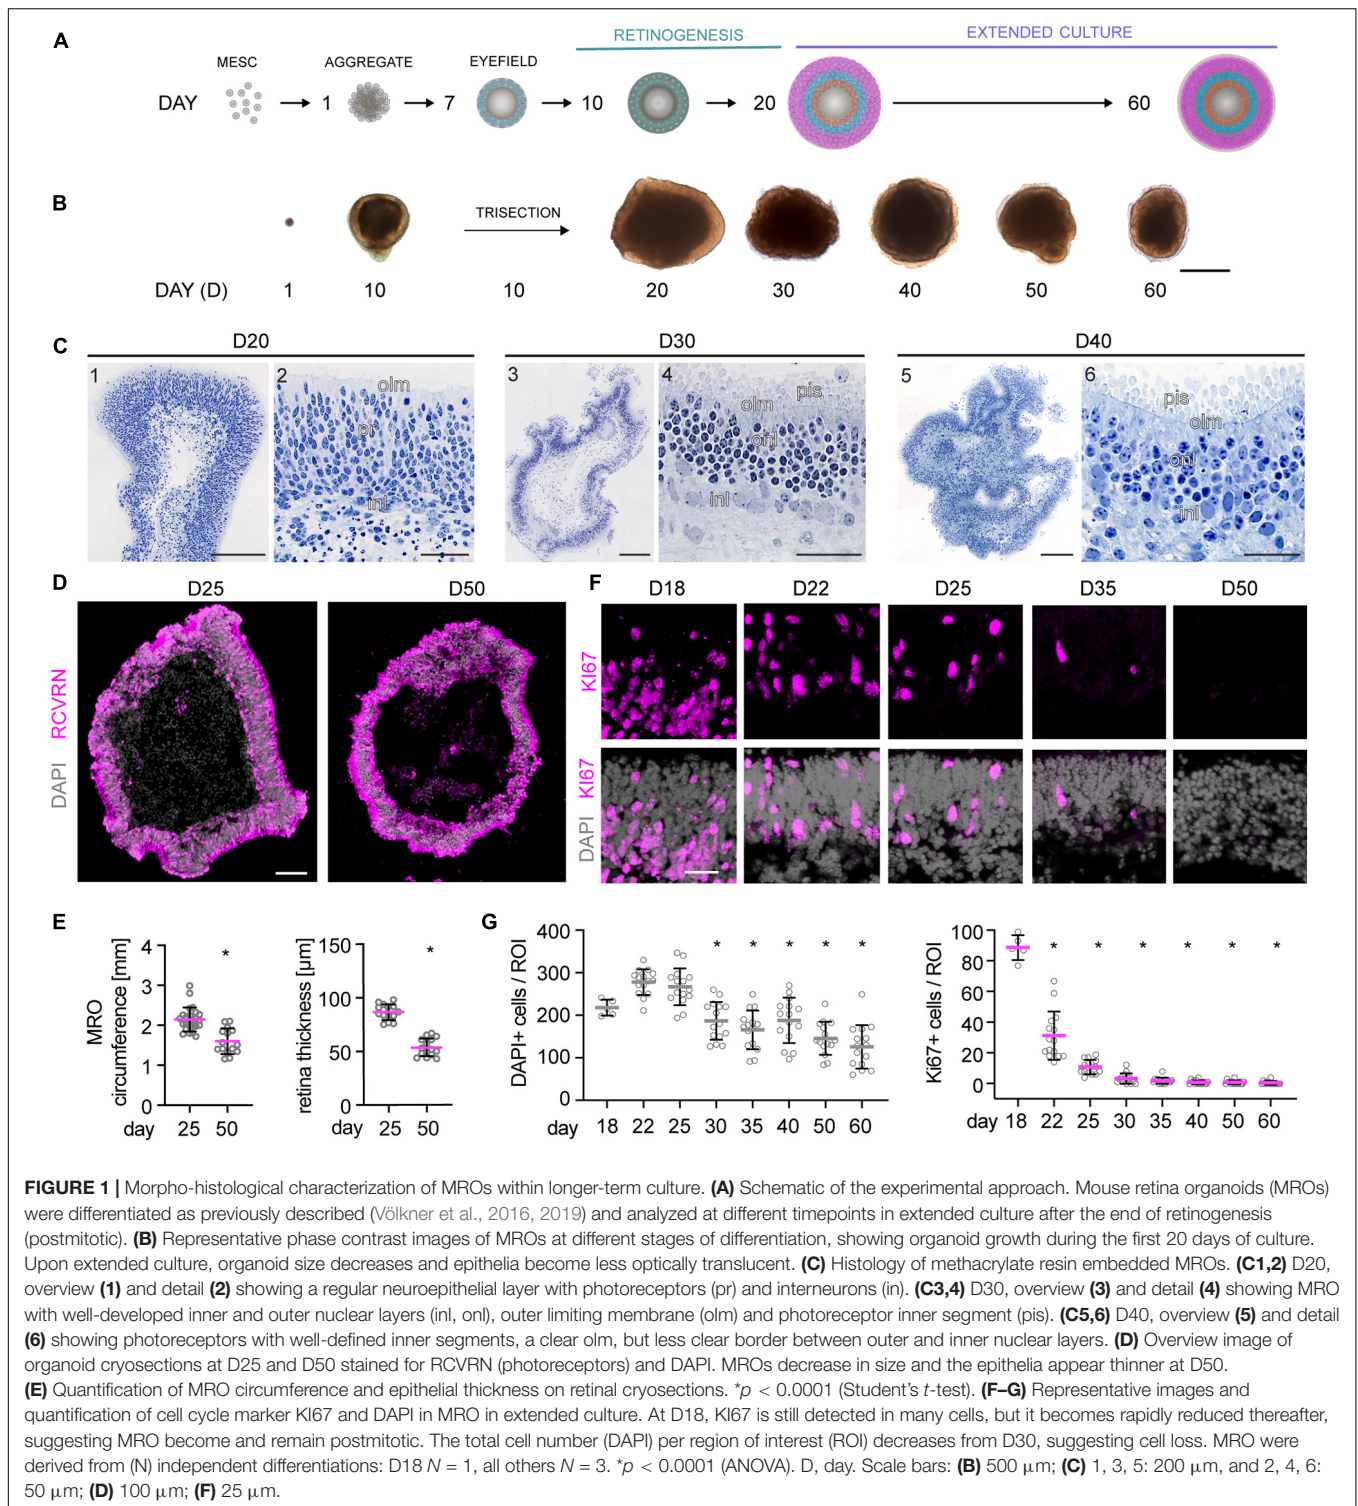 A
RETINOGENESIS
EXTENDED CULTURE
MESC
AGGREGATE
EYEFIELD
DAY
1
7
10
20
60
B
TRISECTION
DAY (D)
1
10
10
20
30
40
50
60
C
D20
D30
D40
1
2
olm
pr
inl
3
4
pis
olm
onl
inl
5
6
pis
olm
onl
inl
D
D25
D50
RCVRN
DAPI
F
D18
D22
D25
D35
D50
KI67
KI67
DAPI
E
MRO
circumference [mm]
4
3
2
1
0
*
day
25
50
retina thickness [µm]
150
100
50
0
*
day
25
50
G
DAPI+ cells / ROI
400
300
200
100
0
* * * * *
18 22 25 30 35 40 50 60
Ki67+ cells / ROI
100
80
60
40
20
0
* * * * * *
day 18 22 25 30 35 40 50 60
FIGURE 1 | Morpho-histological characterization of MROs within longer-term culture. (A) Schematic of the experimental approach. Mouse retina organoids (MROs)
were differentiated as previously described (Völkner et al., 2016, 2019) and analyzed at different timepoints in extended culture after the end of retinogenesis
(postmitotic). (B) Representative phase contrast images of MROs at different stages of differentiation, showing organoid growth during the first 20 days of culture.
Upon extended culture, organoid size decreases and epithelia become less optically translucent. (C) Histology of methacrylate resin embedded MROs. (C1,2) D20,
overview (1) and detail (2) showing a regular neuroepithelial layer with photoreceptors (pr) and interneurons (in). (C3,4) D30, overview (3) and detail (4) showing MRO
with well-developed inner and outer nuclear layers (inl, onl), outer limiting membrane (olm) and photoreceptor inner segment (pis). (C5,6) D40, overview (5) and detail
(6) showing photoreceptors with well-defined inner segments, a clear olm, but less clear border between outer and inner nuclear layers. (D) Overview image of
organoid cryosections at D25 and D50 stained for RCVRN (photoreceptors) and DAPI. MROs decrease in size and the epithelia appear thinner at D50.
(E) Quantification of MRO circumference and epithelial thickness on retinal cryosections. *p < 0.0001 (Student's t-test). (F–G) Representative images and
quantification of cell cycle marker KI67 and DAPI in MRO in extended culture. At D18, KI67 is still detected in many cells, but it becomes rapidly reduced thereafter,
suggesting MRO become and remain postmitotic. The total cell number (DAPI) per region of interest (ROI) decreases from D30, suggesting cell loss. MRO were
derived from (N) independent differentiations: D18 N = 1, all others N = 3. *p < 0.0001 (ANOVA). D, day. Scale bars: (B) 500 µm; (C) 1, 3, 5: 200 µm, and 2, 4, 6:
50 µm; (D) 100 µm; (F) 25 µm.